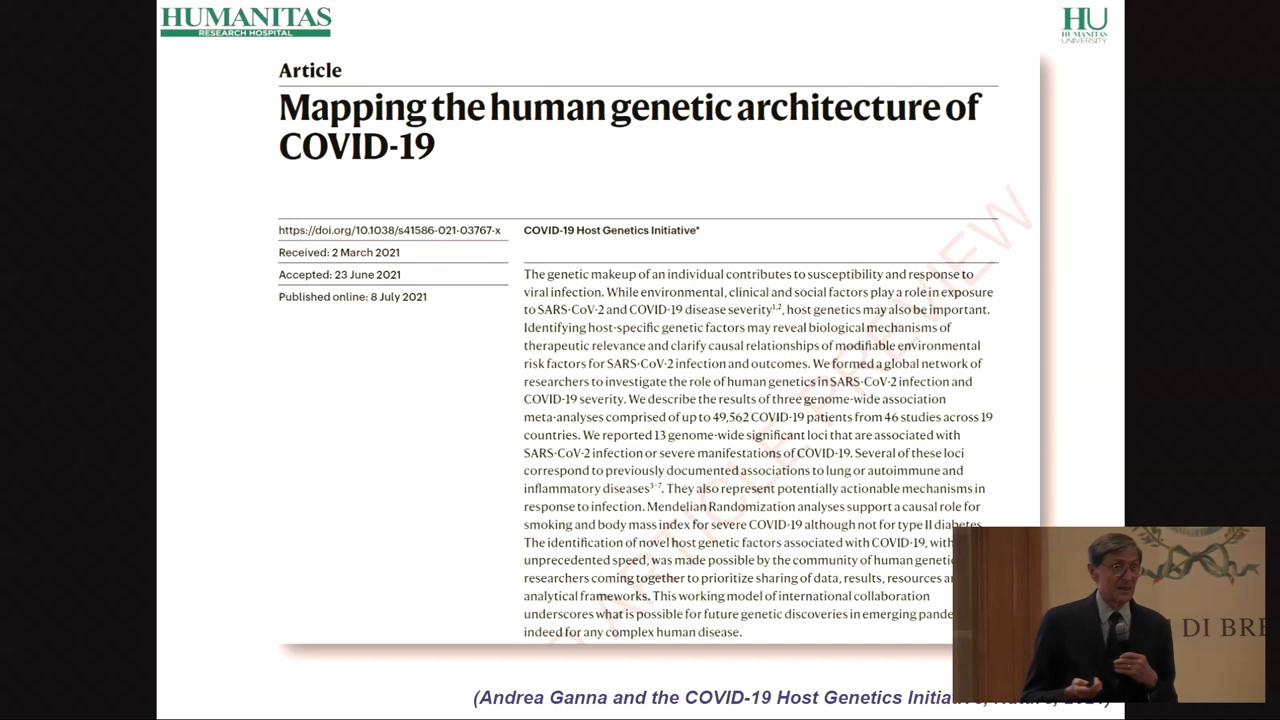 HUMANITAS
RESEARCH HOSPITAL
HU
HUMANITAS
UNIVERSITY
Article
Mapping the human genetic architecture of
COVID-19
https://doi.org/10.1038/s41586-021-03767-x
Received: 2 March 2021
Accepted: 23 June 2021
Published online: 8 July 2021
COVID-19 Host Genetics Initiative*
The genetic makeup of an individual contributes to susceptibility and response to
viral infection. While environmental, clinical and social factors play a role in exposure
to SARS-CoV-2 and COVID-19 disease severity1,2, host genetics may also be important.
Identifying host-specific genetic factors may reveal biological mechanisms of
therapeutic relevance and clarify causal relationships of modifiable environmental
risk factors for SARS-CoV-2 infection and outcomes. We formed a global network of
researchers to investigate the role of human genetics in SARS-CoV-2 infection and
COVID-19 severity. We describe the results of three genome-wide association
meta-analyses comprised of up to 49,562 COVID-19 patients from 46 studies across 19
countries. We reported 13 genome-wide significant loci that are associated with
SARS-CoV-2 infection or severe manifestations of COVID-19. Several of these loci
correspond to previously documented associations to lung or autoimmune and
inflammatory diseases3–7. They also represent potentially actionable mechanisms in
response to infection. Mendelian Randomization analyses support a causal role for
smoking and body mass index for severe COVID-19 although not for type II diabetes.
The identification of novel host genetic factors associated with COVID-19, with
unprecedented speed, was made possible by the community of human genetic
researchers coming together to prioritize sharing of data, results, resources
analytical frameworks. This working model of international collaboration
underscores what is possible for future genetic discoveries in emerging
indeed for any complex human disease.
ARTICLE PREVIEW
DI BRE
(Andrea Ganna and the COVID-19 Host Genetics